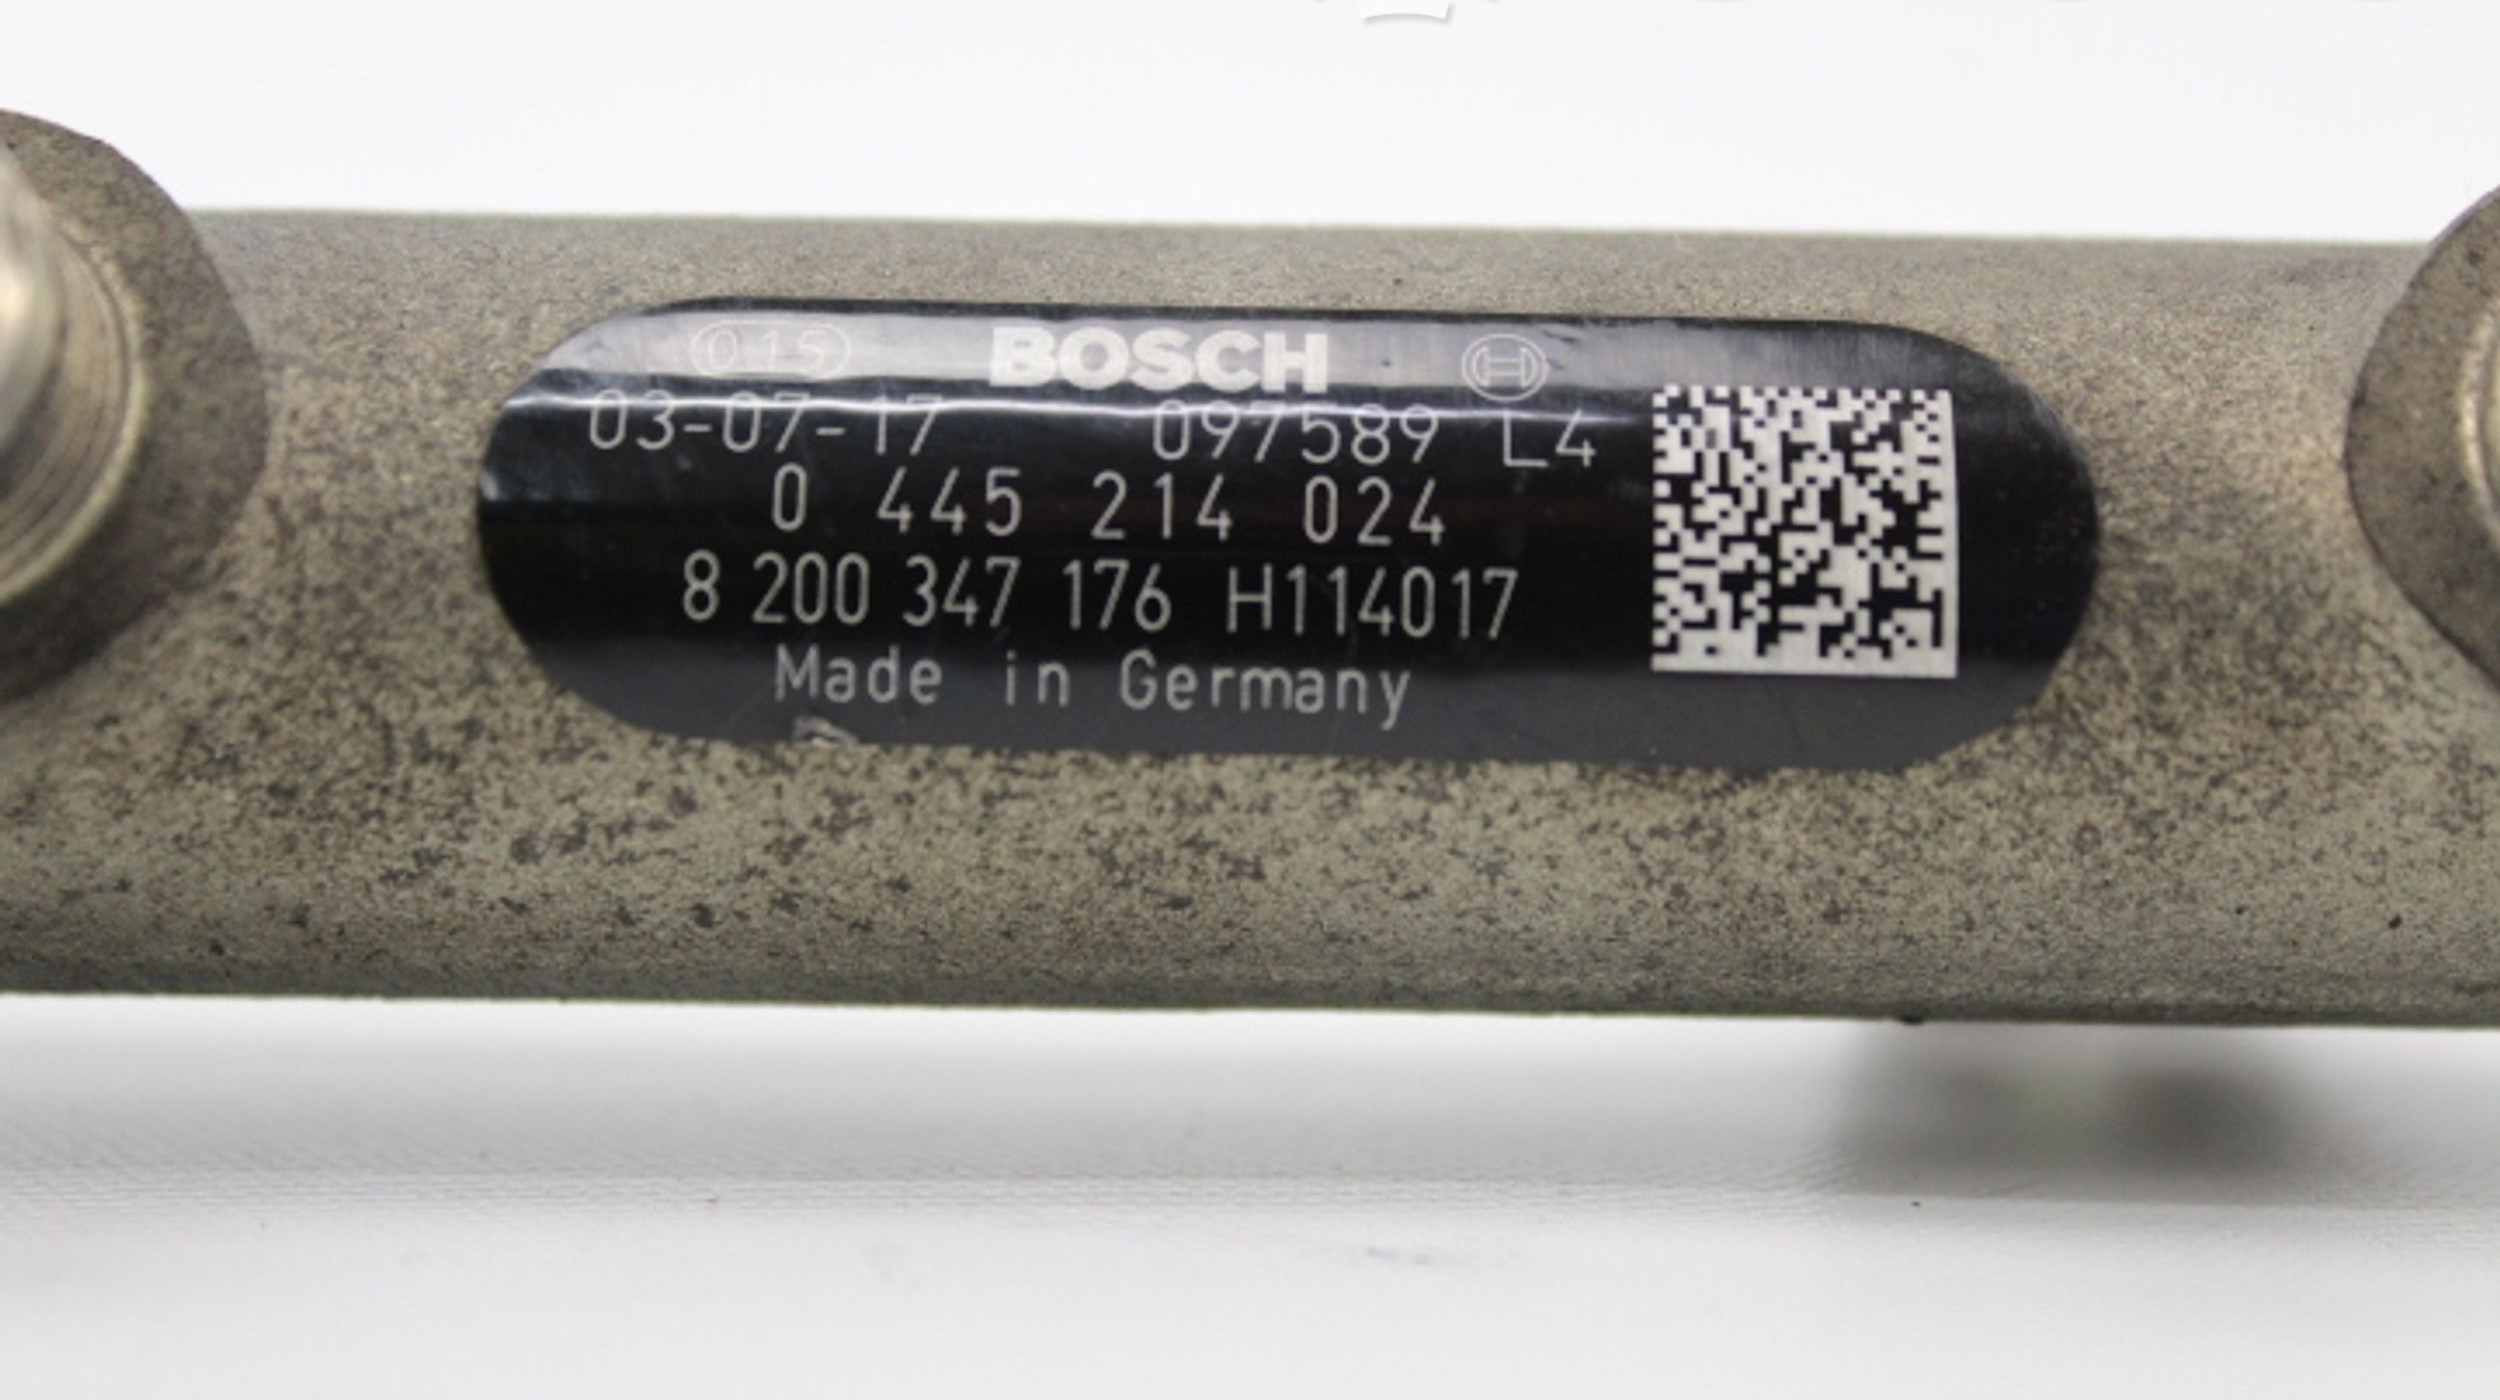 015 BOSCH
03-07-17 097589 L4
0 445 214 024
8 200 347 176 H114017
Made in Germany